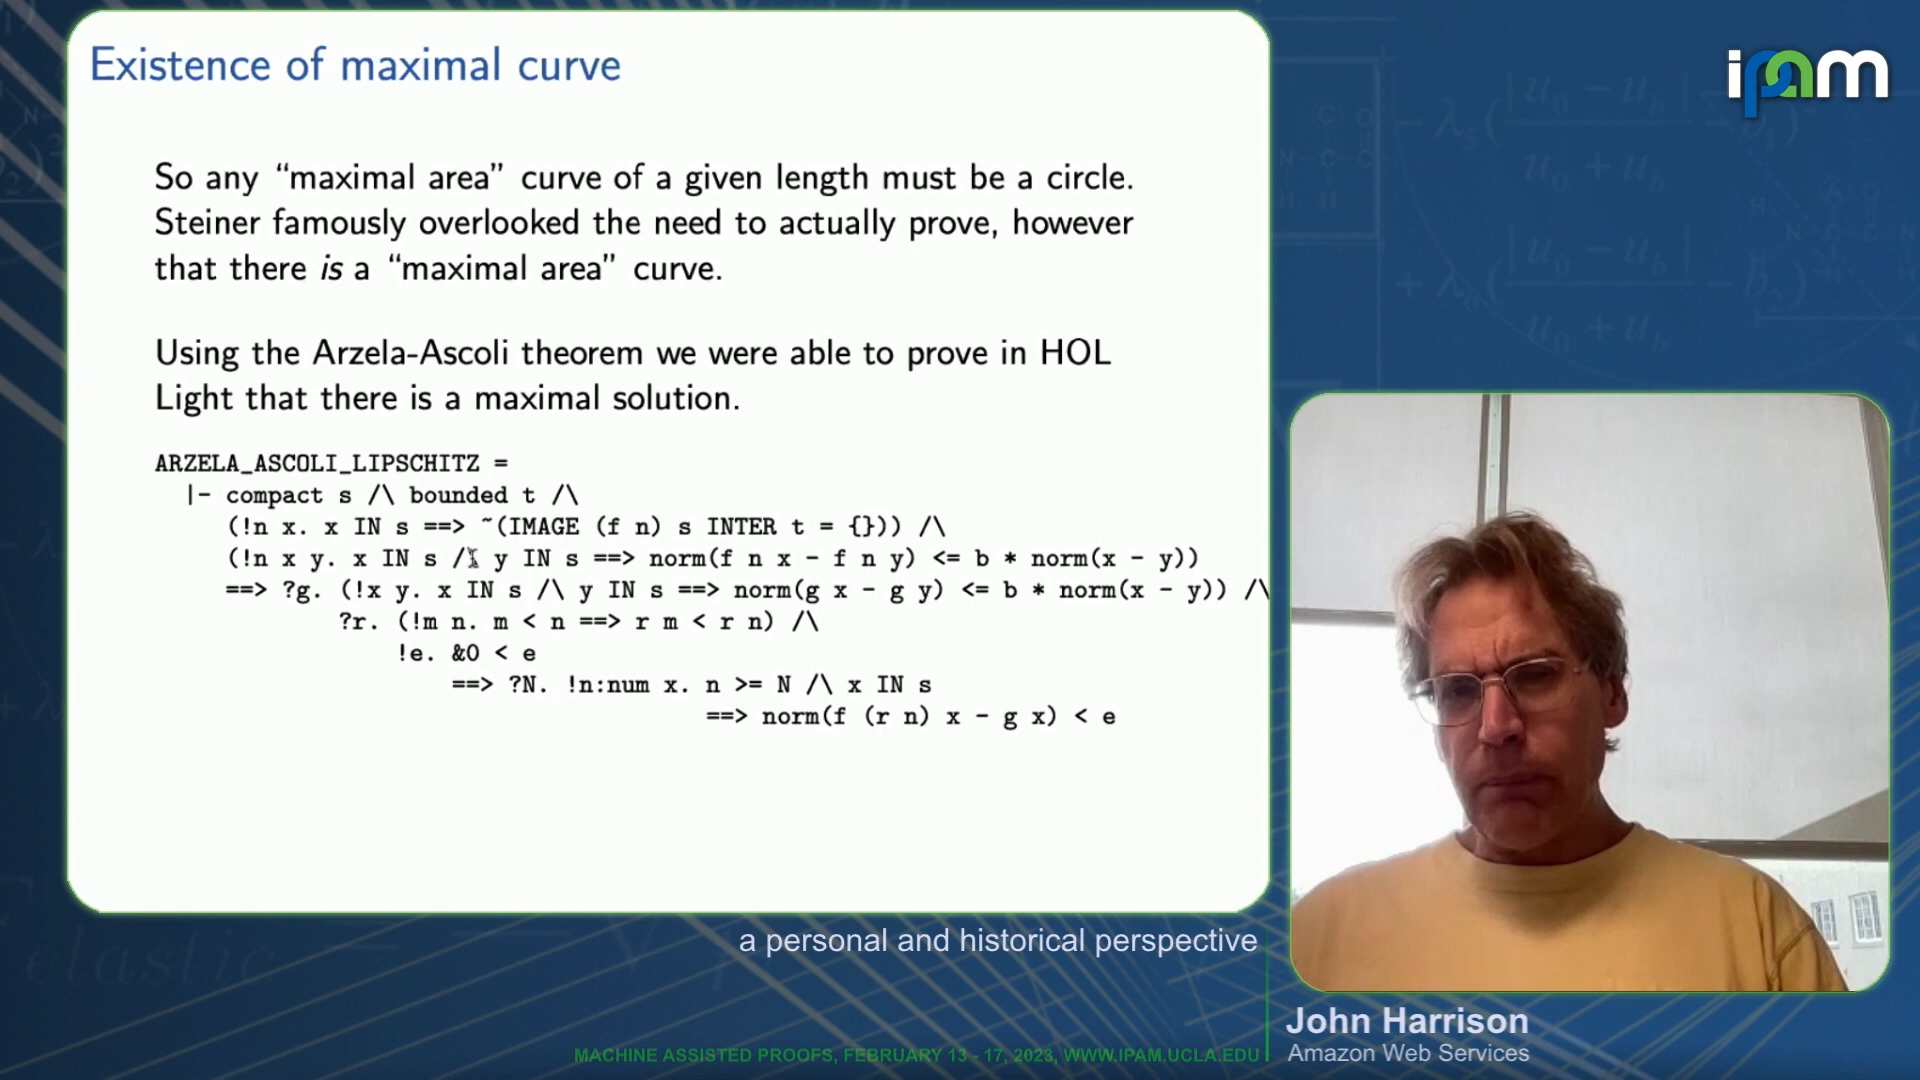 Existence of maximal curve
ipam
So any “maximal area” curve of a given length must be a circle.
Steiner famously overlooked the need to actually prove, however
that there is a “maximal area” curve.
Using the Arzela-Ascoli theorem we were able to prove in HOL
Light that there is a maximal solution.
ARZELA_ASCOLI_LIPSCHITZ =
|- compact s /\ bounded t /\
(!n x. x IN s ==> ~(IMAGE (f n) s INTER t = {})) /\
(!n x y. x IN s /\ y IN s ==> norm(f n x - f n y) <= b * norm(x - y))
==> ?g. (!x y. x IN s /\ y IN s ==> norm(g x - g y) <= b * norm(x - y)) /\
?r. (!m n. m < n ==> r m < r n) /\
!e. &0 < e
==> ?N. !n:num x. n >= N /\ x IN s
==> norm(f (r n) x - g x) < e
a personal and historical perspective
John Harrison
Amazon Web Services
MACHINE ASSISTED PROOFS, FEBRUARY 13 - 17, 2023, WWW.IPAM.UCLA.EDU
elastic